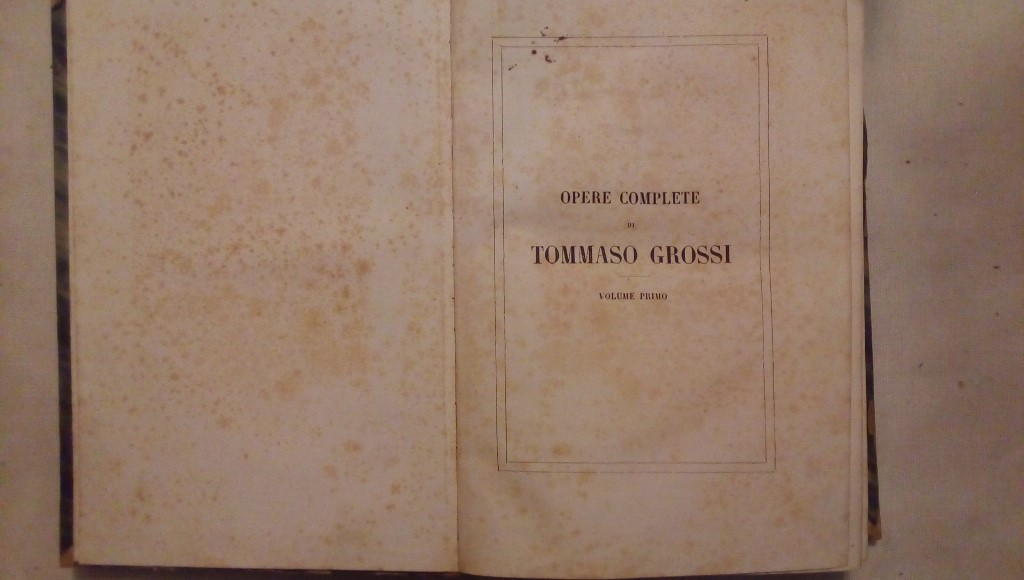 OPERE COMPLETE
DI
TOMMASO GROSSI
VOLUME PRIMO